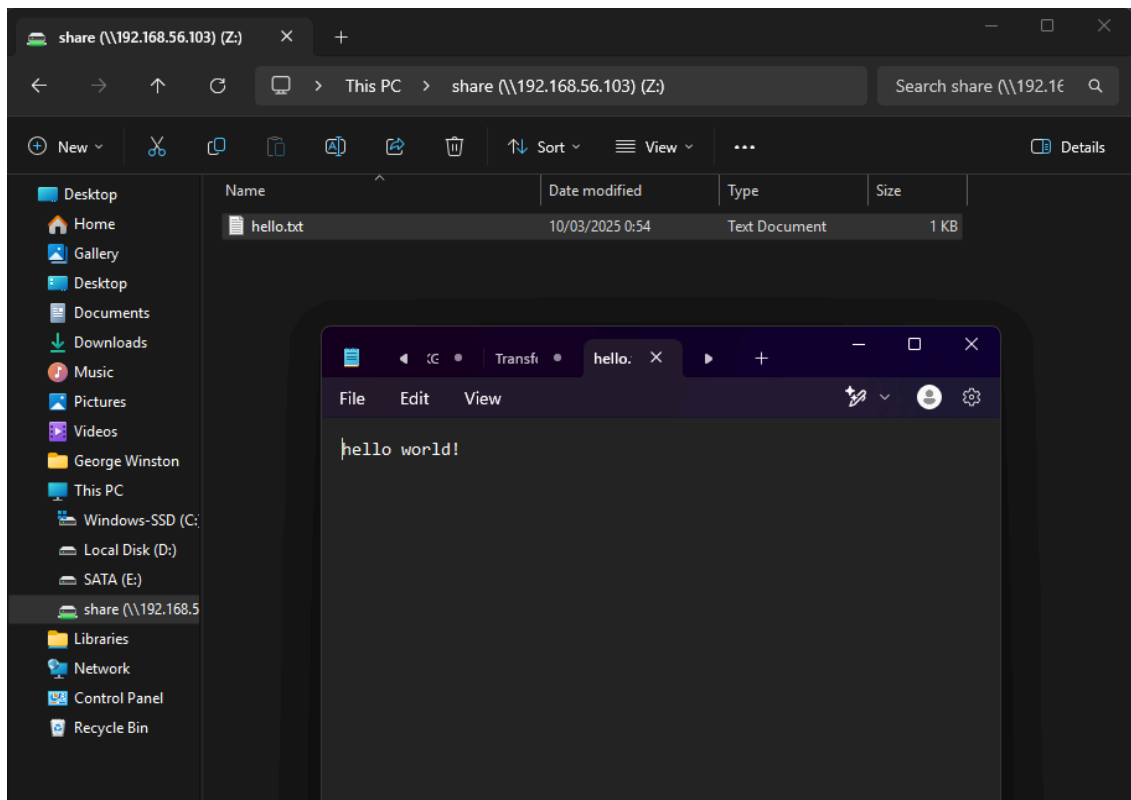 share (\\192.168.56.103) (Z:)
This PC > share (\\192.168.56.103) (Z:)
Search share (\\192.16
New
Sort
View
Details
Name Date modified Type Size
hello.txt 10/03/2025 0:54 Text Document 1 KB
Desktop
Home
Gallery
Desktop
Documents
Downloads
Music
Pictures
Videos
George Winston
This PC
Windows-SSD (C:
Local Disk (D:)
SATA (E:)
share (\\192.168.5
Libraries
Network
Control Panel
Recycle Bin
Transf
hello.
File Edit View
hello world!